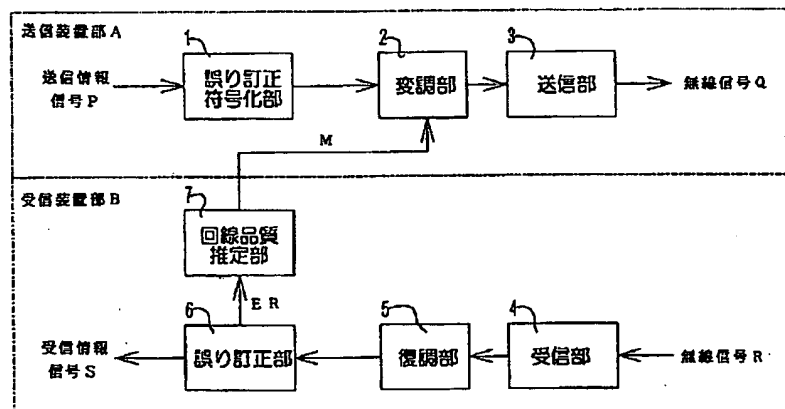 送信装置部A
1
2
3
送信情報
信号P
誤り訂正
符号化部
変調部
送信部
無線信号Q
M
受信装置部B
7
回線品質
推定部
ER
6
5
4
受信情報
信号S
誤り訂正部
復調部
受信部
無線信号R